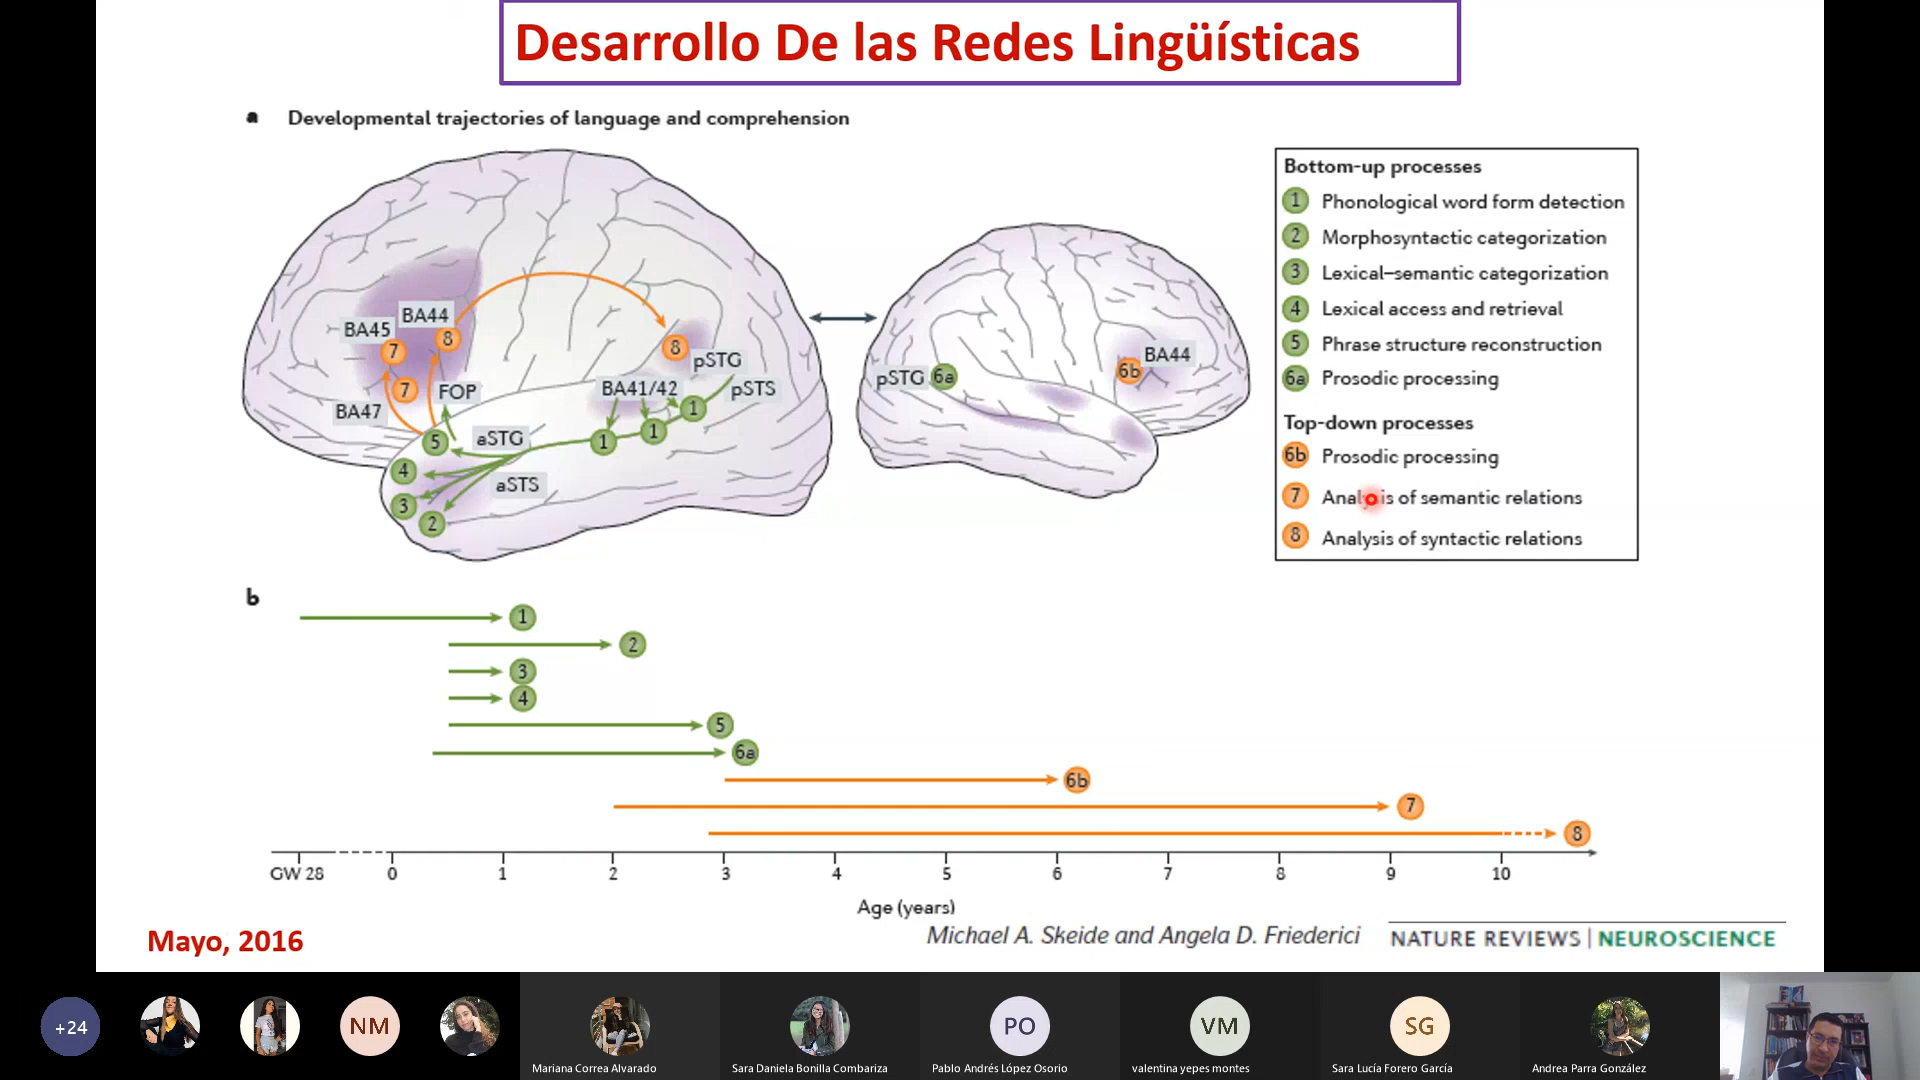 Desarrollo De las Redes Lingüísticas
a Developmental trajectories of language and comprehension
BA44
BA45
8
7
7
BA47
FOP
8
pSTG
BA41/42
pSTS
1
1
1
5
aSTG
4
aSTS
3
2
pSTG
6a
BA44
6b
Bottom-up processes
1 Phonological word form detection
2 Morphosyntactic categorization
3 Lexical–semantic categorization
4 Lexical access and retrieval
5 Phrase structure reconstruction
6a Prosodic processing
Top-down processes
6b Prosodic processing
7 Analysis of semantic relations
8 Analysis of syntactic relations
b
1
2
3
4
5
6a
6b
7
8
GW 28 0 1 2 3 4 5 6 7 8 9 10
Age (years)
Mayo, 2016
Michael A. Skeide and Angela D. Friederici
NATURE REVIEWS | NEUROSCIENCE
+24
NM
PO
VM
SG
Mariana Correa Alvarado
Sara Daniela Bonilla Combariza
Pablo Andrés López Osorio
valentina yepes montes
Sara Lucía Forero García
Andrea Parra González